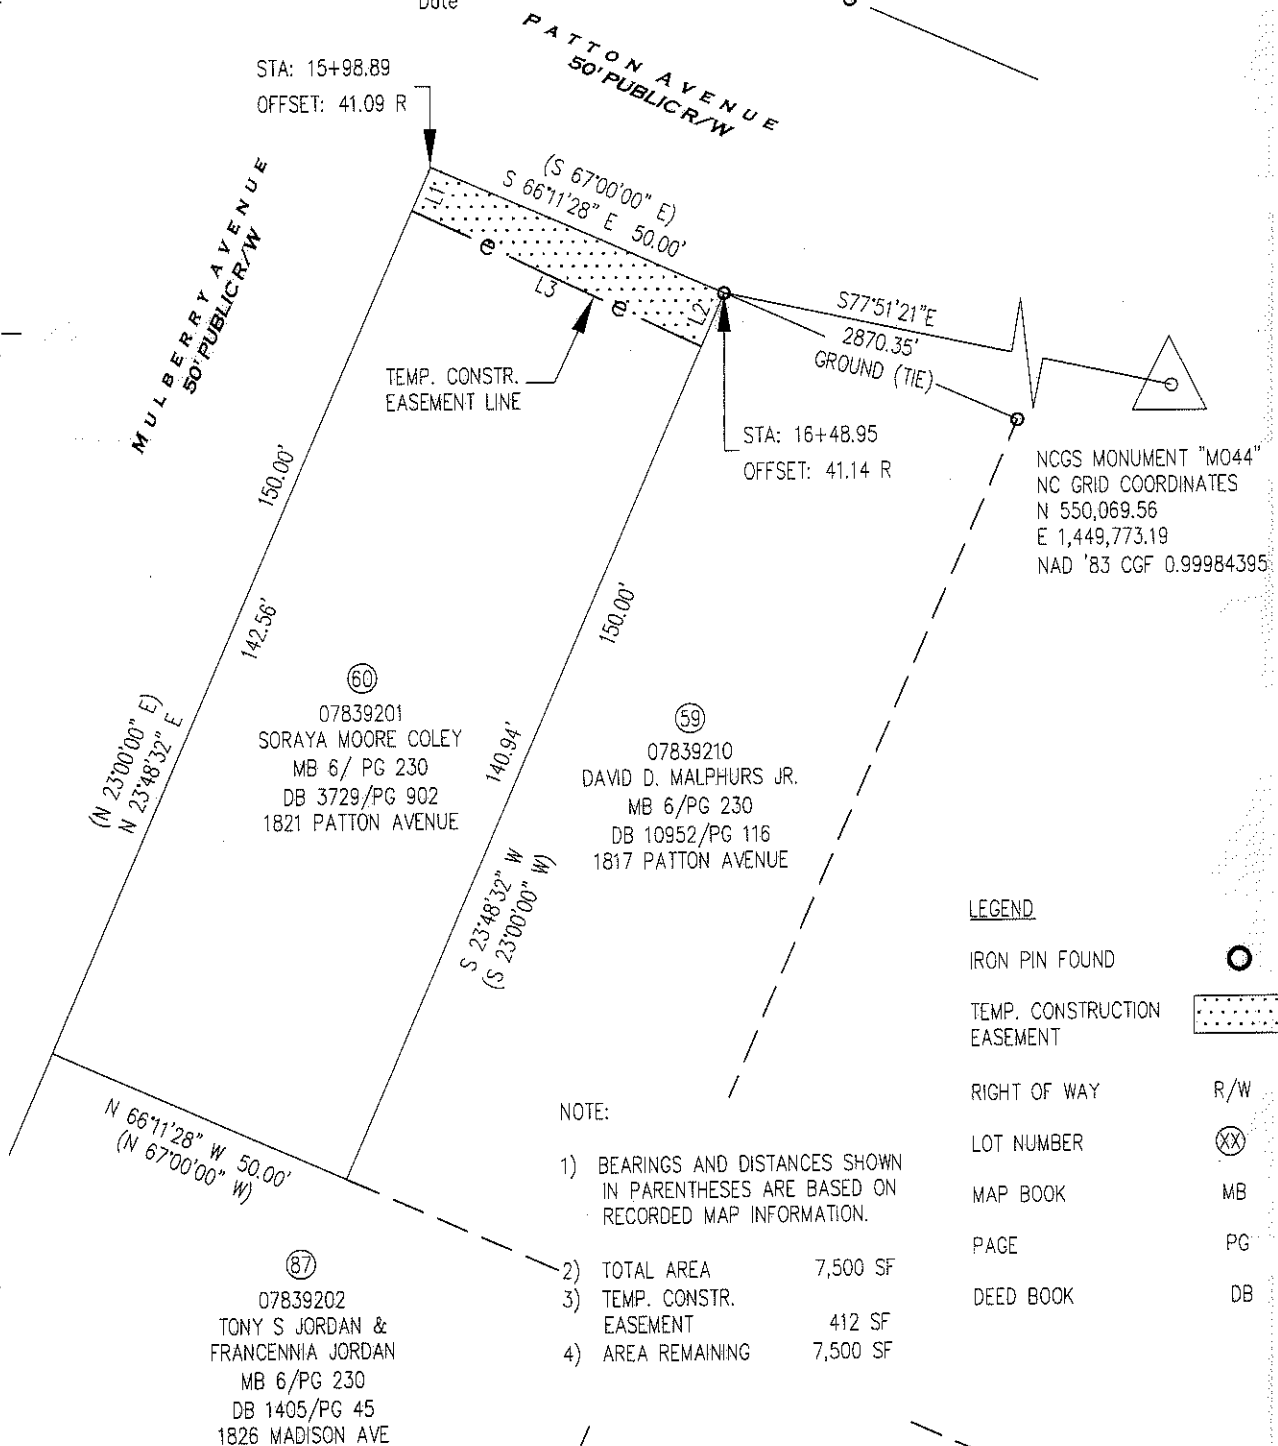 Date
PATTON AVENUE
50' PUBLIC R/W
STA: 15+98.89
OFFSET: 41.09 R
MULBERRY AVENUE
50' PUBLIC R/W
(S 67°00'00" E)
S 66°11'28" E 50.00'
L1
L3
L2
S77°51'21"E
2870.35'
GROUND (TIE)
TEMP. CONSTR.
EASEMENT LINE
STA: 16+48.95
OFFSET: 41.14 R
NCGS MONUMENT "M044"
NC GRID COORDINATES
N 550,069.56
E 1,449,773.19
NAD '83 CGF 0.99984395
150.00'
142.56'
(N 23°00'00" E)
N 23°48'32" E
150.00'
140.94'
S 23°48'32" W
(S 23°00'00" W)
60
07839201
SORAYA MOORE COLEY
MB 6/ PG 230
DB 3729/PG 902
1821 PATTON AVENUE
59
07839210
DAVID D. MALPHURS JR.
MB 6/PG 230
DB 10952/PG 116
1817 PATTON AVENUE
N 66°11'28" W 50.00'
(N 67°00'00" W)
87
07839202
TONY S JORDAN &
FRANCENNIA JORDAN
MB 6/PG 230
DB 1405/PG 45
1826 MADISON AVE
NOTE:
1) BEARINGS AND DISTANCES SHOWN
IN PARENTHESES ARE BASED ON
RECORDED MAP INFORMATION.
2) TOTAL AREA 7,500 SF
3) TEMP. CONSTR.
EASEMENT 412 SF
4) AREA REMAINING 7,500 SF
LEGEND
IRON PIN FOUND
TEMP. CONSTRUCTION
EASEMENT
RIGHT OF WAY R/W
LOT NUMBER XX
MAP BOOK MB
PAGE PG
DEED BOOK DB